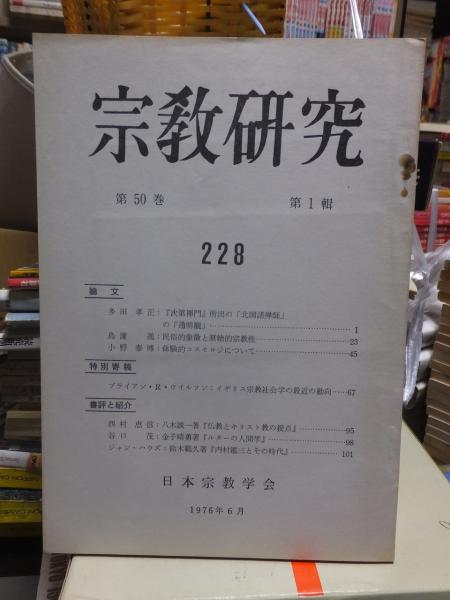 宗教研究
第50巻 第1輯
228
論文
多田孝正：『次第禅門』所出の「北国諸禅師」
の「通明観」…………1
島薗進：民俗的象徴と原始的宗教性…………23
小野泰博：体験的コスモロジについて…………45
特別寄稿
ブライアン・R・ウイルソン：イギリス宗教社会学の最近の動向……67
書評と紹介
西村恵信：八木誠一著『仏教とキリスト教の接点』…………95
谷口茂：金子晴勇著『ルターの人間学』…………98
ジャン・ハウズ：鈴木範久著『内村鑑三とその時代』…………101
日本宗教学会
1976年6月